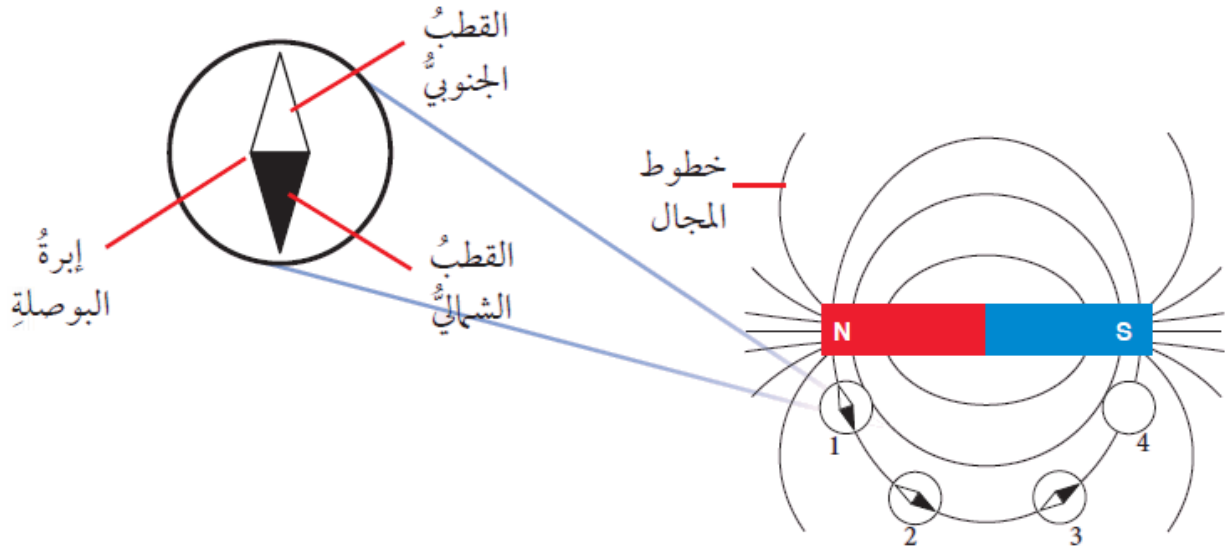 القطبُ
الجنوبيُّ
إبرةُ
البوصلةِ
القطبُ
الشماليُّ
خطوط
المجال
N
S
1
2
3
4